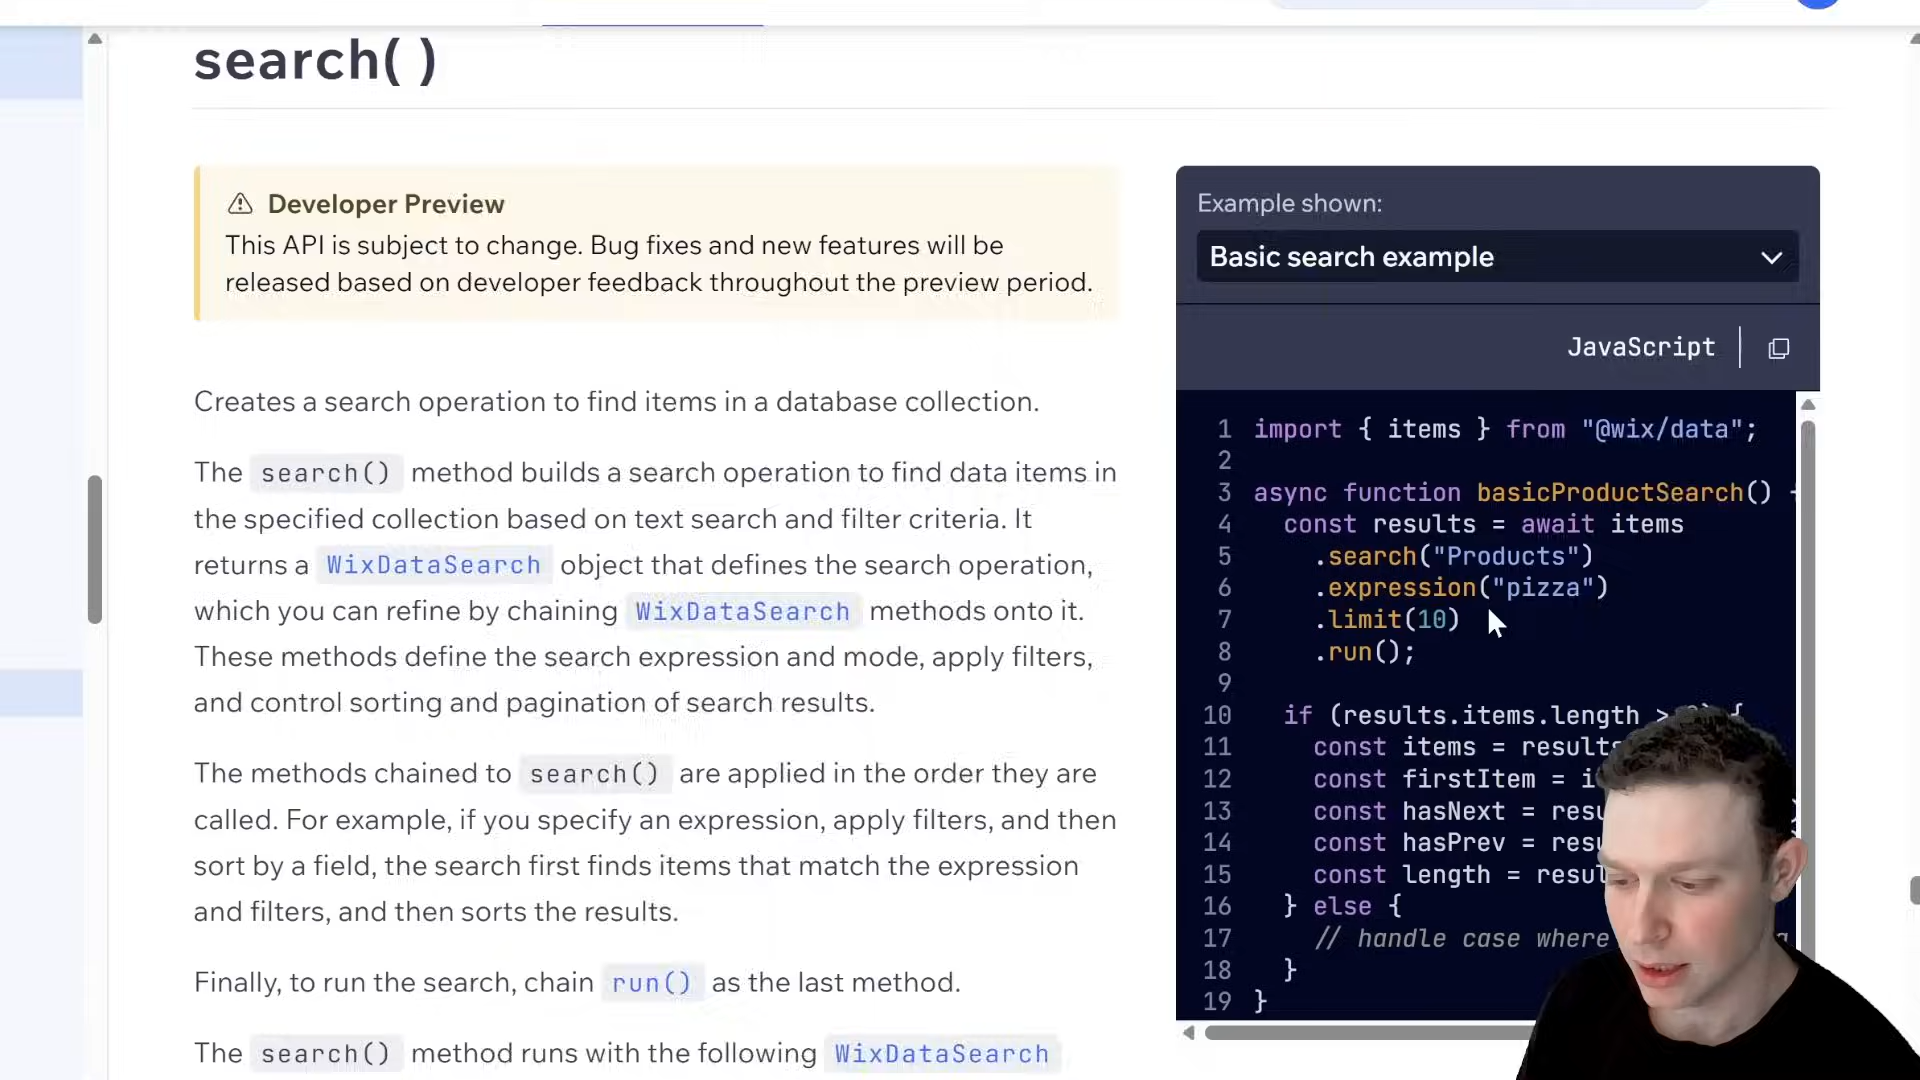 search( )
Developer Preview
This API is subject to change. Bug fixes and new features will be
released based on developer feedback throughout the preview period.
Creates a search operation to find items in a database collection.
The search() method builds a search operation to find data items in
the specified collection based on text search and filter criteria. It
returns a WixDataSearch object that defines the search operation,
which you can refine by chaining WixDataSearch methods onto it.
These methods define the search expression and mode, apply filters,
and control sorting and pagination of search results.
The methods chained to search() are applied in the order they are
called. For example, if you specify an expression, apply filters, and then
sort by a field, the search first finds items that match the expression
and filters, and then sorts the results.
Finally, to run the search, chain run() as the last method.
The search() method runs with the following WixDataSearch
Example shown:
Basic search example
JavaScript
1 import { items } from "@wix/data";
2
3 async function basicProductSearch() {
4 const results = await items
5 .search("Products")
6 .expression("pizza")
7 .limit(10)
8 .run();
9
10 if (results.items.length > {
11 const items =
12 const firstItem =
13 const hasNext =
14 const hasPrev =
15 const length =
16 } else {
17 // handle case where
18 }
19 }